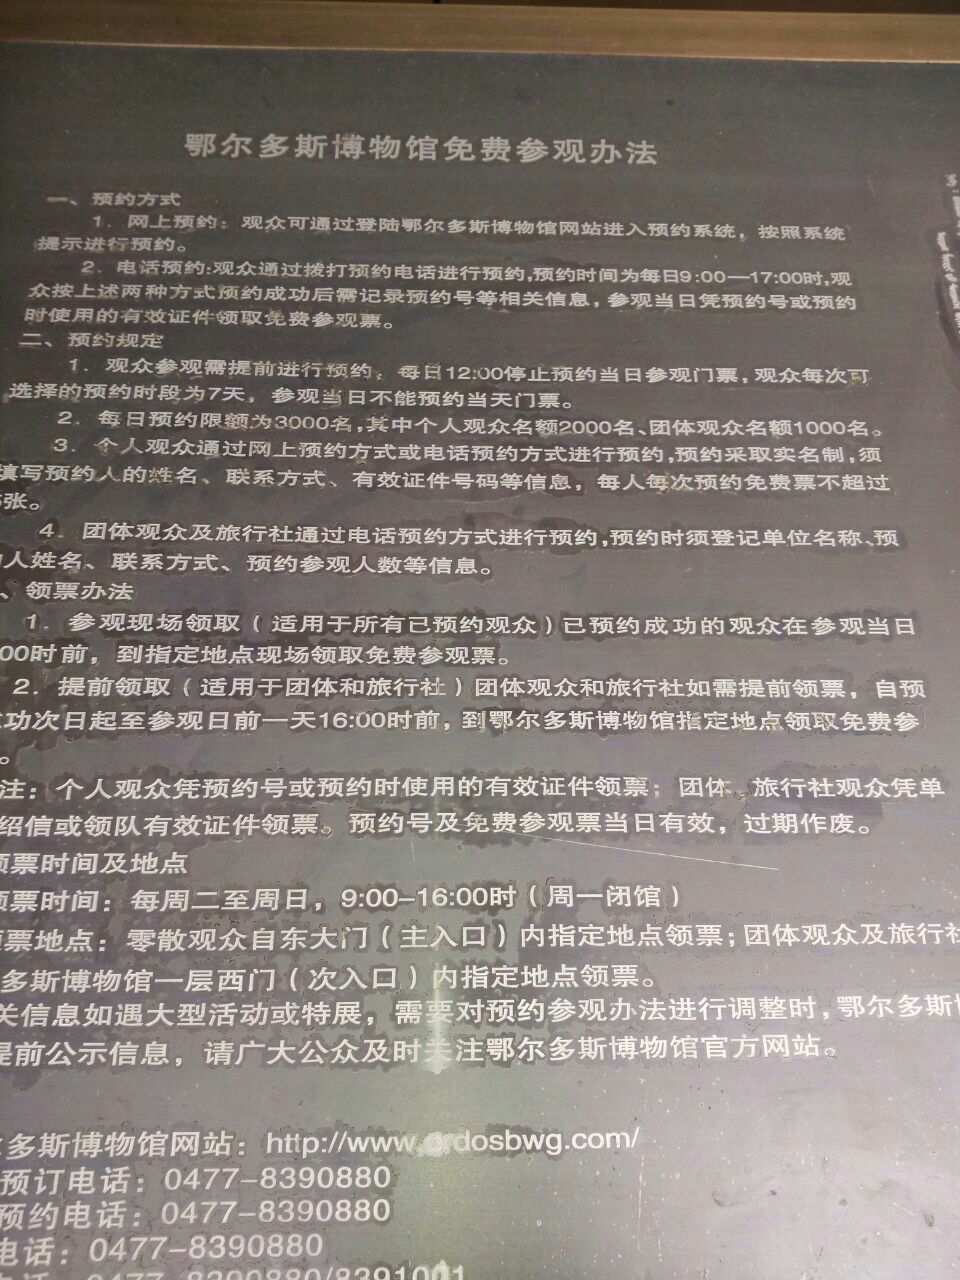 鄂尔多斯博物馆免费参观办法
一、预约方式
1．网上预约：观众可通过登陆鄂尔多斯博物馆网站进入预约系统，按照系统
提示进行预约。
2．电话预约:观众通过拨打预约电话进行预约,预约时间为每日9:00—17:00时,观
众按上述两种方式预约成功后需记录预约号等相关信息，参观当日凭预约号或预约
时使用的有效证件领取免费参观票。
二、预约规定
1．观众参观需提前进行预约。每日12:00停止预约当日参观门票,观众每次可
选择的预约时段为7天，参观当日不能预约当天门票。
2．每日预约限额为3000名,其中个人观众名额2000名、团体观众名额1000名。
3．个人观众通过网上预约方式或电话预约方式进行预约,预约采取实名制,须
填写预约人的姓名、联系方式、有效证件号码等信息，每人每次预约免费票不超过
张。
4．团体观众及旅行社通过电话预约方式进行预约,预约时须登记单位名称、预
人姓名、联系方式、预约参观人数等信息。
、领票办法
1．参观现场领取（适用于所有已预约观众）已预约成功的观众在参观当日
00时前，到指定地点现场领取免费参观票。
2．提前领取（适用于团体和旅行社）团体观众和旅行社如需提前领票，自预
功次日起至参观日前一天16:00时前，到鄂尔多斯博物馆指定地点领取免费参
。
注：个人观众凭预约号或预约时使用的有效证件领票；团体、旅行社观众凭单
绍信或领队有效证件领票。预约号及免费参观票当日有效，过期作废。
领票时间及地点
领票时间：每周二至周日，9:00–16:00时（周一闭馆）
领票地点：零散观众自东大门（主入口）内指定地点领票；团体观众及旅行社
多斯博物馆一层西门（次入口）内指定地点领票。
关信息如遇大型活动或特展，需要对预约参观办法进行调整时，鄂尔多斯博
提前公示信息，请广大公众及时关注鄂尔多斯博物馆官方网站。
多斯博物馆网站：http://www.ordosbwg.com/
预订电话：0477–8390880
预约电话：0477–8390880
电话：0477–8390880
0477–8390880/8391001